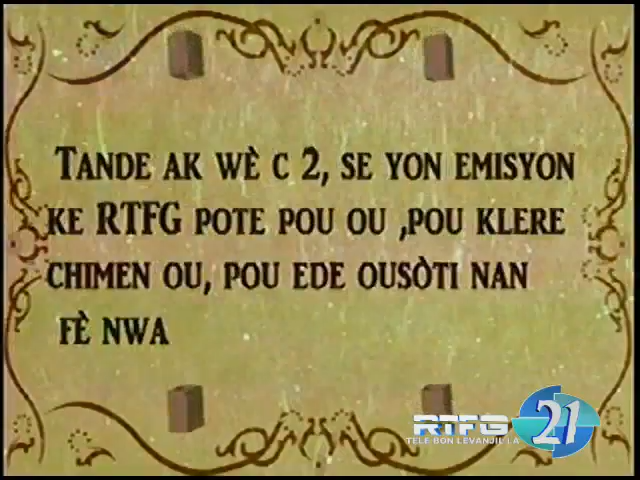 TANDE AK WÈ C 2, SE YON EMISYON
KE RTFG POTE POU OU ,POU KLERE
CHIMEN OU, POU EDE OUSÒTI NAN
FÈ NWA
RTFG 21
TELE BON LEVANJIL LA